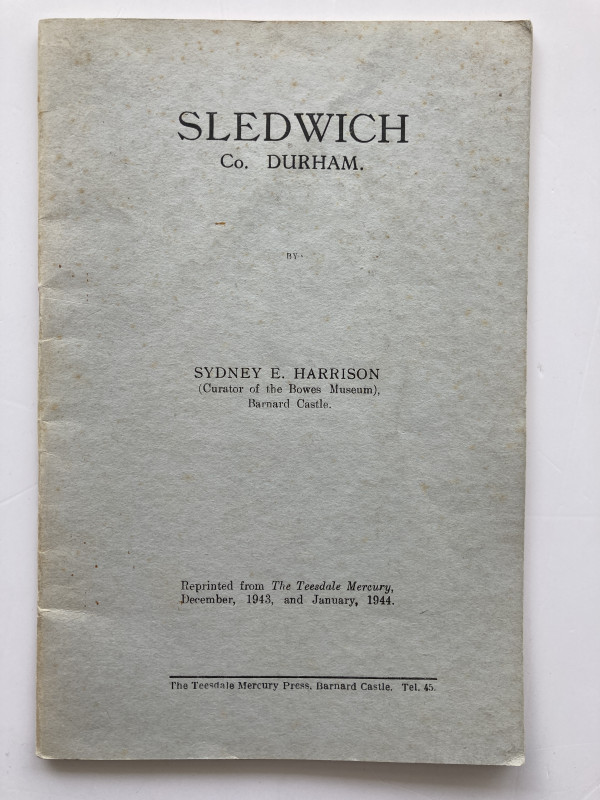 SLEDWICH
Co. DURHAM.
BY
SYDNEY E. HARRISON
(Curator of the Bowes Museum),
Barnard Castle.
Reprinted from The Teesdale Mercury,
December, 1943, and January, 1944.
The Teesdale Mercury Press, Barnard Castle. Tel. 45.